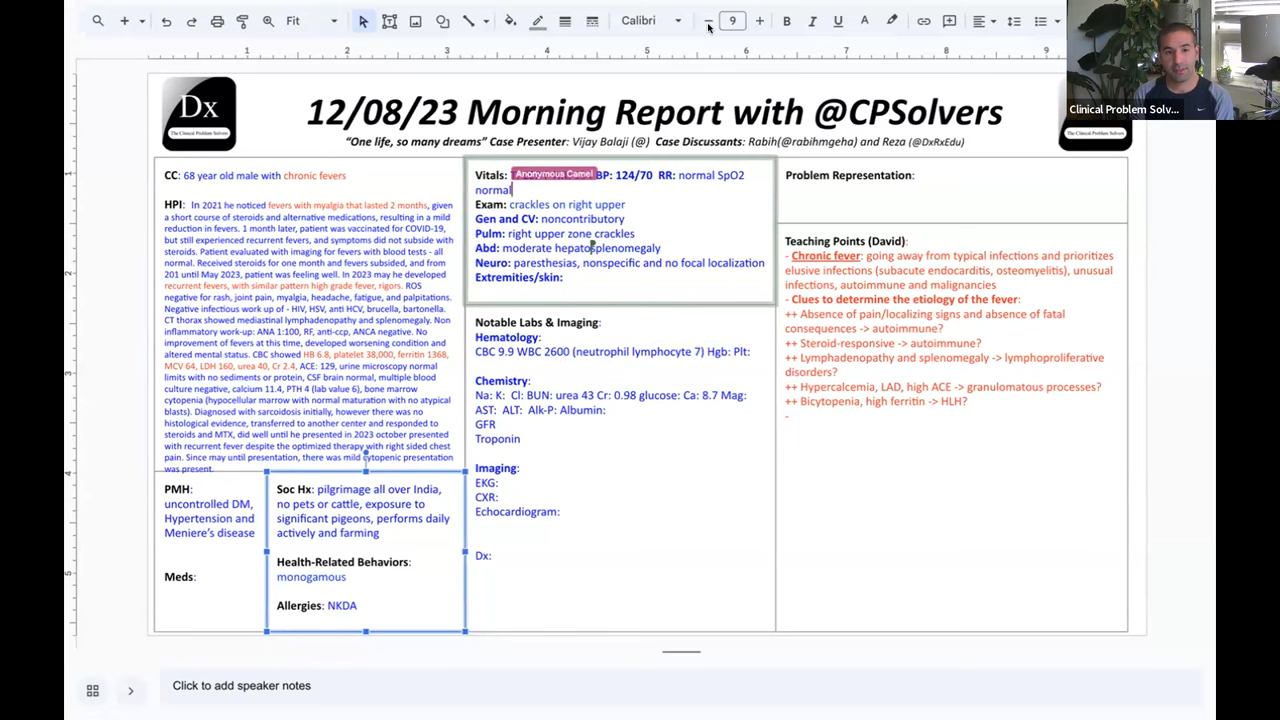 Fit
Calibri
9
B I U A
1 2 3 4 5 6 7 8 9
Clinical Problem Solv...
Dx
The Clinical Problem Solvers
12/08/23 Morning Report with @CPSolvers
"One life, so many dreams" Case Presenter: Vijay Balaji (@) Case Discussants: Rabih(@rabihmgeha) and Reza (@DxRxEdu)
CC: 68 year old male with chronic fevers
HPI: In 2021 he noticed fevers with myalgia that lasted 2 months, given
a short course of steroids and alternative medications, resulting in a mild
reduction in fevers. 1 month later, patient was vaccinated for COVID-19,
but still experienced recurrent fevers, and symptoms did not subside with
steroids. Patient evaluated with imaging for fevers with blood tests - all
normal. Received steroids for one month and fevers subsided, and from
201 until May 2023, patient was feeling well. In 2023 may he developed
recurrent fevers, with similar pattern high grade fever, rigors. ROS
negative for rash, joint pain, myalgia, headache, fatigue, and palpitations.
Negative infectious work up of - HIV, HSV, anti HCV, brucella, bartonella.
CT thorax showed mediastinal lymphadenopathy and splenomegaly. Non
inflammatory work-up: ANA 1:100, RF, anti-ccp, ANCA negative. No
improvement of fevers at this time, developed worsening condition and
altered mental status. CBC showed HB 6.8, platelet 38,000, ferritin 1368,
MCV 64, LDH 160, urea 40, Cr 2.4, ACE: 129, urine microscopy normal
limits with no sediments or protein, CSF brain normal, multiple blood
culture negative, calcium 11.4, PTH 4 (lab value 6), bone marrow
cytopenia (hypocellular marrow with normal maturation with no atypical
blasts). Diagnosed with sarcoidosis initially, however there was no
histological evidence, transferred to another center and responded to
steroids and MTX, did well until he presented in 2023 october presented
with recurrent fever despite the optimized therapy with right sided chest
pain. Since may until presentation, there was mild cytopenic presentation
was present.
PMH:
uncontrolled DM,
Hypertension and
Meniere's disease
Meds:
Soc Hx: pilgrimage all over India,
no pets or cattle, exposure to
significant pigeons, performs daily
actively and farming
Health-Related Behaviors:
monogamous
Allergies: NKDA
Vitals: Anonymous Camel BP: 124/70 RR: normal SpO2
normal
Exam: crackles on right upper
Gen and CV: noncontributory
Pulm: right upper zone crackles
Abd: moderate hepatosplenomegaly
Neuro: paresthesias, nonspecific and no focal localization
Extremities/skin:
Notable Labs & Imaging:
Hematology:
CBC 9.9 WBC 2600 (neutrophil lymphocyte 7) Hgb: Plt:
Chemistry:
Na: K: Cl: BUN: urea 43 Cr: 0.98 glucose: Ca: 8.7 Mag:
AST: ALT: Alk-P: Albumin:
GFR
Troponin
Imaging:
EKG:
CXR:
Echocardiogram:
Dx:
Problem Representation:
Teaching Points (David):
- Chronic fever: going away from typical infections and prioritizes
elusive infections (subacute endocarditis, osteomyelitis), unusual
infections, autoimmune and malignancies
- Clues to determine the etiology of the fever:
++ Absence of pain/localizing signs and absence of fatal
consequences -> autoimmune?
++ Steroid-responsive -> autoimmune?
++ Lymphadenopathy and splenomegaly -> lymphoproliferative
disorders?
++ Hypercalcemia, LAD, high ACE -> granulomatous processes?
++ Bicytopenia, high ferritin -> HLH?
-
1 2 3 4 5
Click to add speaker notes